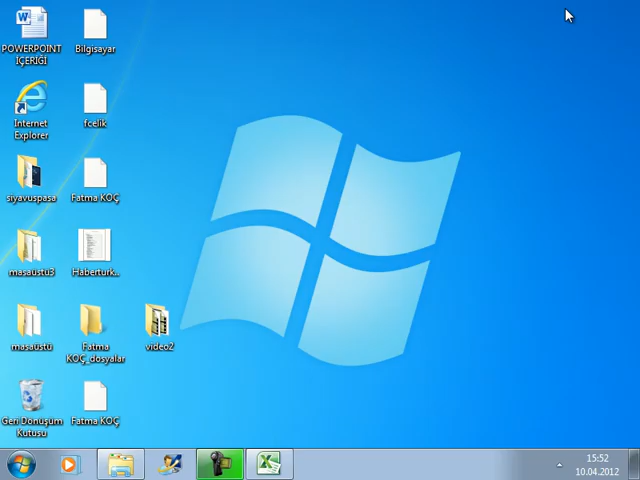 POWERPOINT
İÇERİĞİ
Bilgisayar
Internet
Explorer
fcelik
siyavuspasa
Fatma KOÇ
masaüstü3
Haberturk..
masaüstü
Fatma
KOÇ_dosyalar
video2
Geri Dönüşüm
Kutusu
Fatma KOÇ
15:52
10.04.2012